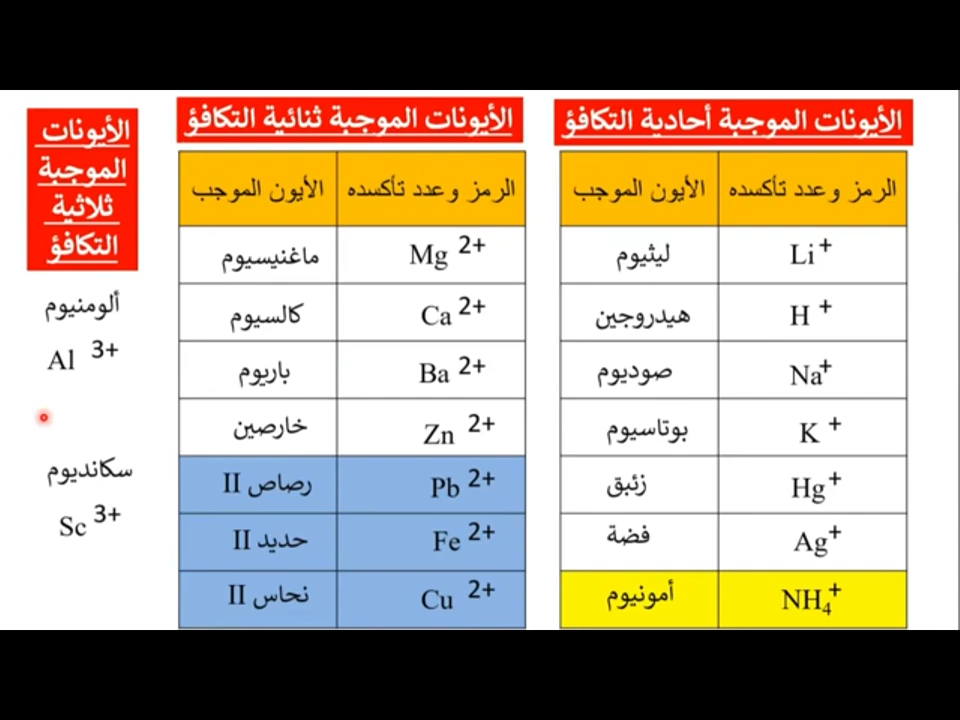 الأيونات الموجبة أحادية التكافؤ
الرمز وعدد تأكسده الأيون الموجب
Li+ ليثيوم
H+ هيدروجين
Na+ صوديوم
K+ بوتاسيوم
Hg+ زئبق
Ag+ فضة
NH4+ أمونيوم
الأيونات الموجبة ثنائية التكافؤ
الرمز وعدد تأكسده الأيون الموجب
Mg 2+ ماغنيسيوم
Ca 2+ كالسيوم
Ba 2+ باريوم
Zn 2+ خارصين
Pb 2+ رصاص II
Fe 2+ حديد II
Cu 2+ نحاس II
الأيونات
الموجبة
ثلاثية
التكافؤ
ألومنيوم
Al 3+
سكانديوم
Sc 3+